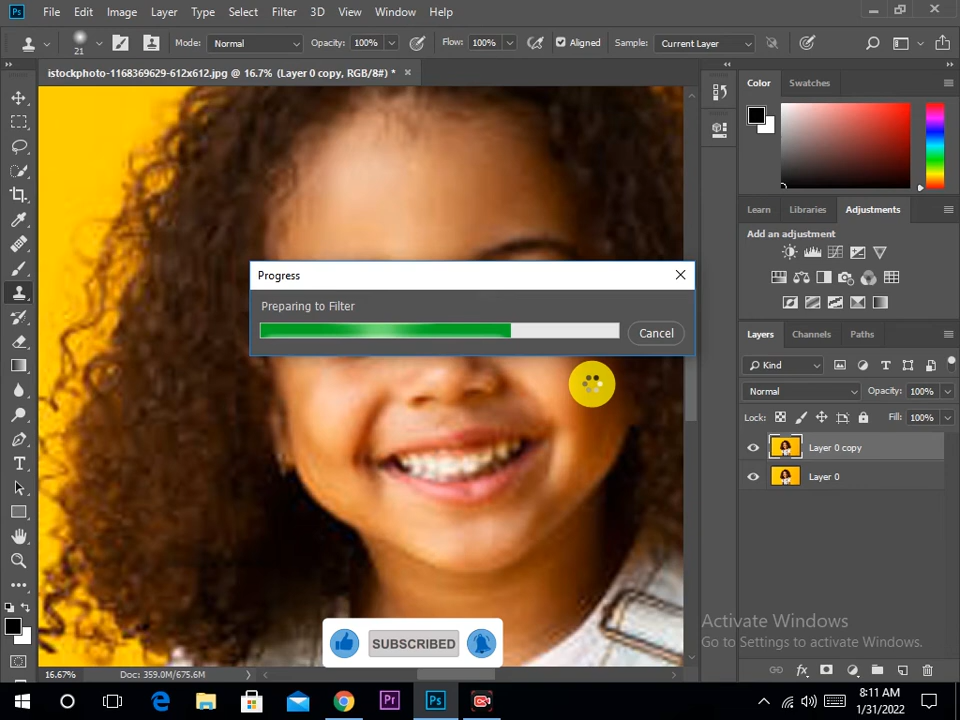 Ps File Edit Image Layer Type Select Filter 3D View Window Help
21 Mode: Normal Opacity: 100% Flow: 100% Aligned Sample: Current Layer
istockphoto-1168369629-612x612.jpg @ 16.7% (Layer 0 copy, RGB/8#) * ×
Color Swatches
Learn Libraries Adjustments
Add an adjustment
Progress
Preparing to Filter
Cancel
Layers Channels Paths
Kind
Normal Opacity: 100%
Lock: Fill: 100%
Layer 0 copy
Layer 0
SUBSCRIBED
Activate Windows
Go to Settings to activate Windows.
16.67% Doc: 359.0M/675.6M
Pr Ps
8:11 AM
1/31/2022